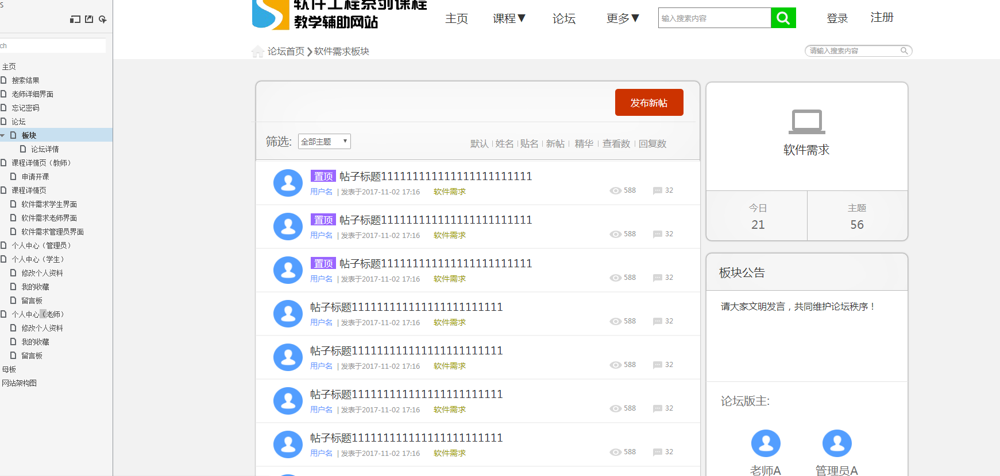 S
ch
主页
搜索结果
老师详细界面
忘记密码
论坛
板块
论坛详情
课程详情页（教师）
申请开课
课程详情页
软件需求学生界面
软件需求老师界面
软件需求管理员界面
个人中心（管理员）
个人中心（学生）
修改个人资料
我的收藏
留言板
个人中心（老师）
修改个人资料
我的收藏
留言板
母板
网站架构图
软件工程系列课程
教学辅助网站
主页 课程▼ 论坛 更多▼ 输入搜索内容 登录 注册
论坛首页 ❯ 软件需求板块 请输入搜索内容
发布新帖
筛选: 全部主题 ▼ 默认 | 姓名 | 贴名 | 新帖 | 精华 | 查看数 | 回复数
置顶 帖子标题11111111111111111111111
用户名 | 发表于2017-11-02 17:16 软件需求 588 32
置顶 帖子标题11111111111111111111111
用户名 | 发表于2017-11-02 17:16 软件需求 588 32
置顶 帖子标题11111111111111111111111
用户名 | 发表于2017-11-02 17:16 软件需求 588 32
帖子标题11111111111111111111111
用户名 | 发表于2017-11-02 17:16 软件需求 588 32
帖子标题11111111111111111111111
用户名 | 发表于2017-11-02 17:16 软件需求 588 32
帖子标题11111111111111111111111
用户名 | 发表于2017-11-02 17:16 软件需求 588 32
帖子标题11111111111111111111111
用户名 | 发表于2017-11-02 17:16 软件需求 588 32
软件需求
今日 主题
21 56
板块公告
请大家文明发言，共同维护论坛秩序！
论坛版主:
老师A 管理员A